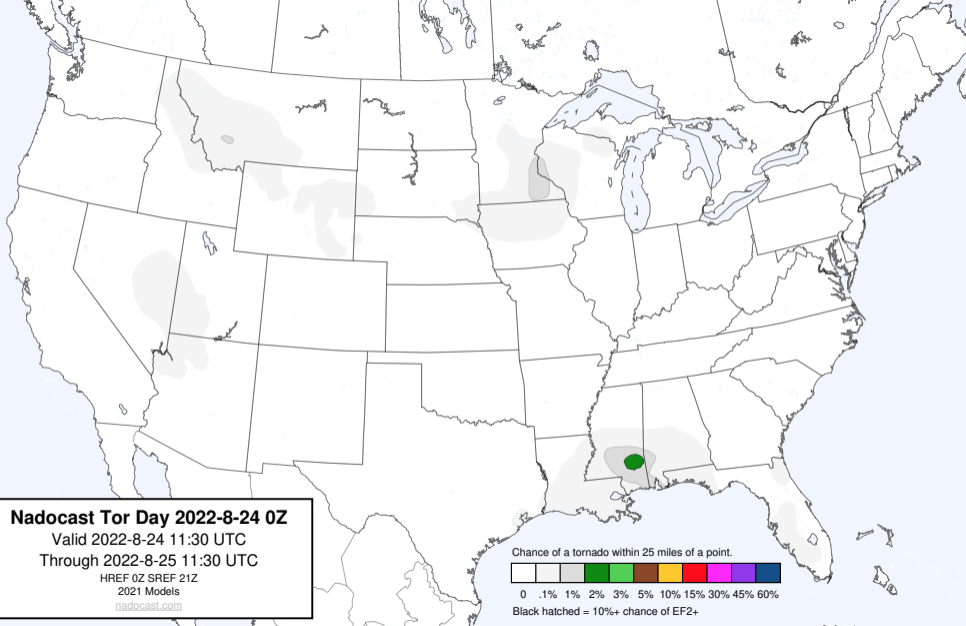 Nadocast Tor Day 2022-8-24 0Z
Valid 2022-8-24 11:30 UTC
Through 2022-8-25 11:30 UTC
HREF 0Z SREF 21Z
2021 Models
nadocast.com
Chance of a tornado within 25 miles of a point.
0 .1% 1% 2% 3% 5% 10% 15% 30% 45% 60%
Black hatched = 10%+ chance of EF2+